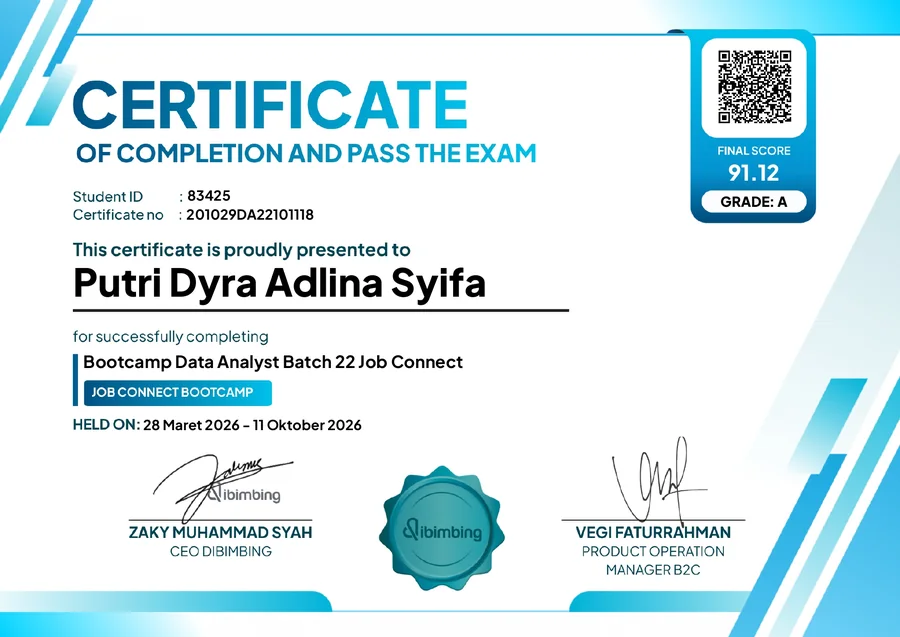 CERTIFICATE
OF COMPLETION AND PASS THE EXAM
FINAL SCORE
91.12
GRADE: A
Student ID : 83425
Certificate no : 201029DA22101118
This certificate is proudly presented to
Putri Dyra Adlina Syifa
for successfully completing
Bootcamp Data Analyst Batch 22 Job Connect
JOB CONNECT BOOTCAMP
HELD ON: 28 Maret 2026 - 11 Oktober 2026
dibimbing
ZAKY MUHAMMAD SYAH
CEO DIBIMBING
dibimbing
VEGI FATURRAHMAN
PRODUCT OPERATION
MANAGER B2C